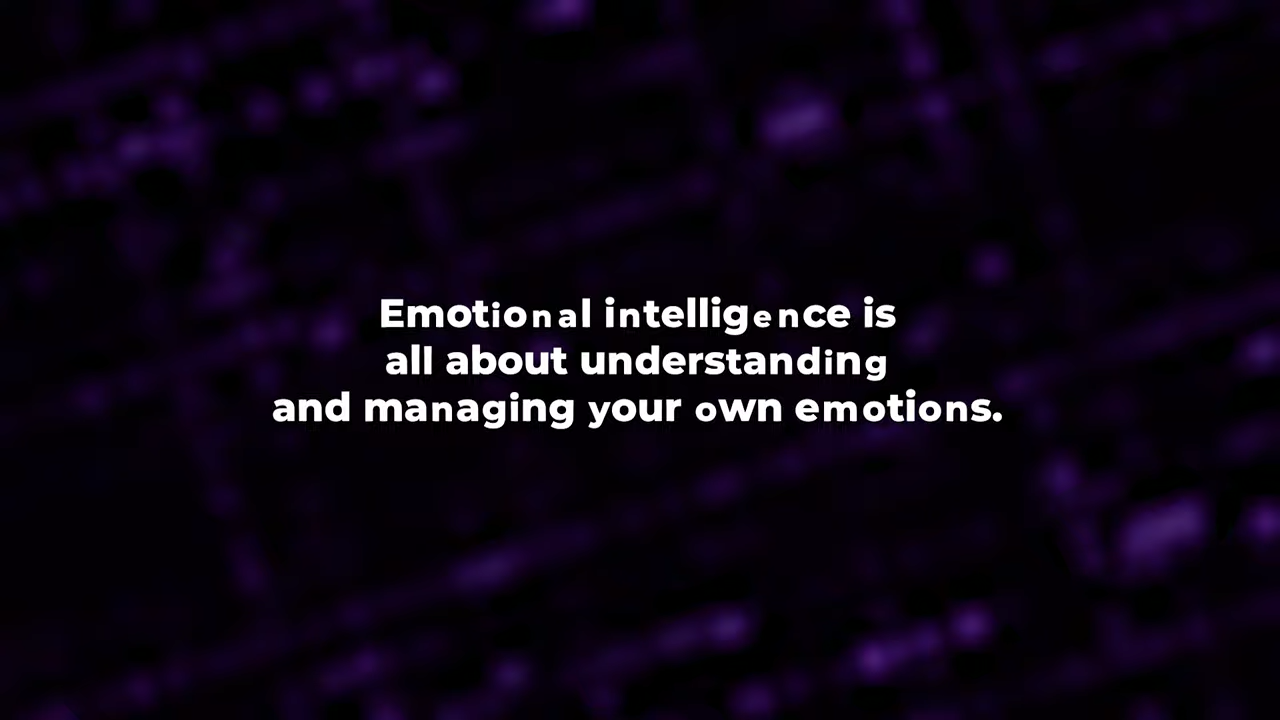 Emotional intelligence is
all about understanding
and managing your own emotions.